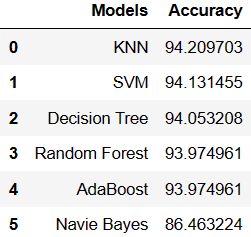 Models Accuracy
0 KNN 94.209703
1 SVM 94.131455
2 Decision Tree 94.053208
3 Random Forest 93.974961
4 AdaBoost 93.974961
5 Navie Bayes 86.463224